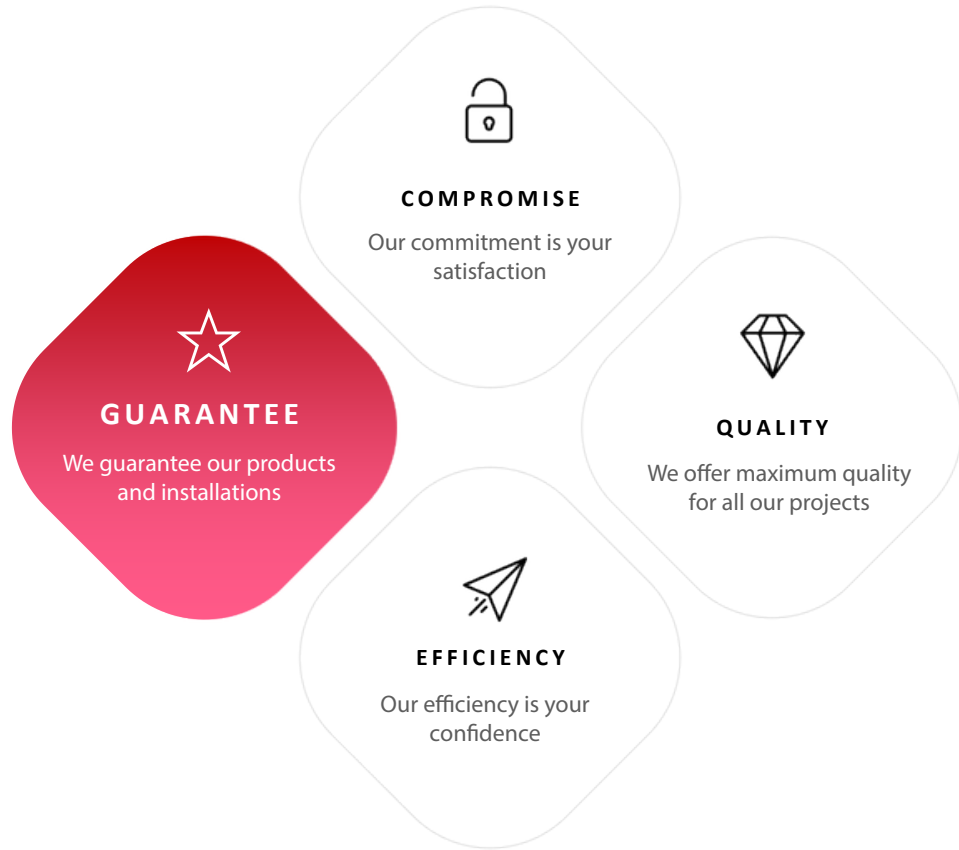 COMPROMISE
Our commitment is your
satisfaction
GUARANTEE
We guarantee our products
and installations
QUALITY
We offer maximum quality
for all our projects
EFFICIENCY
Our efficiency is your
confidence